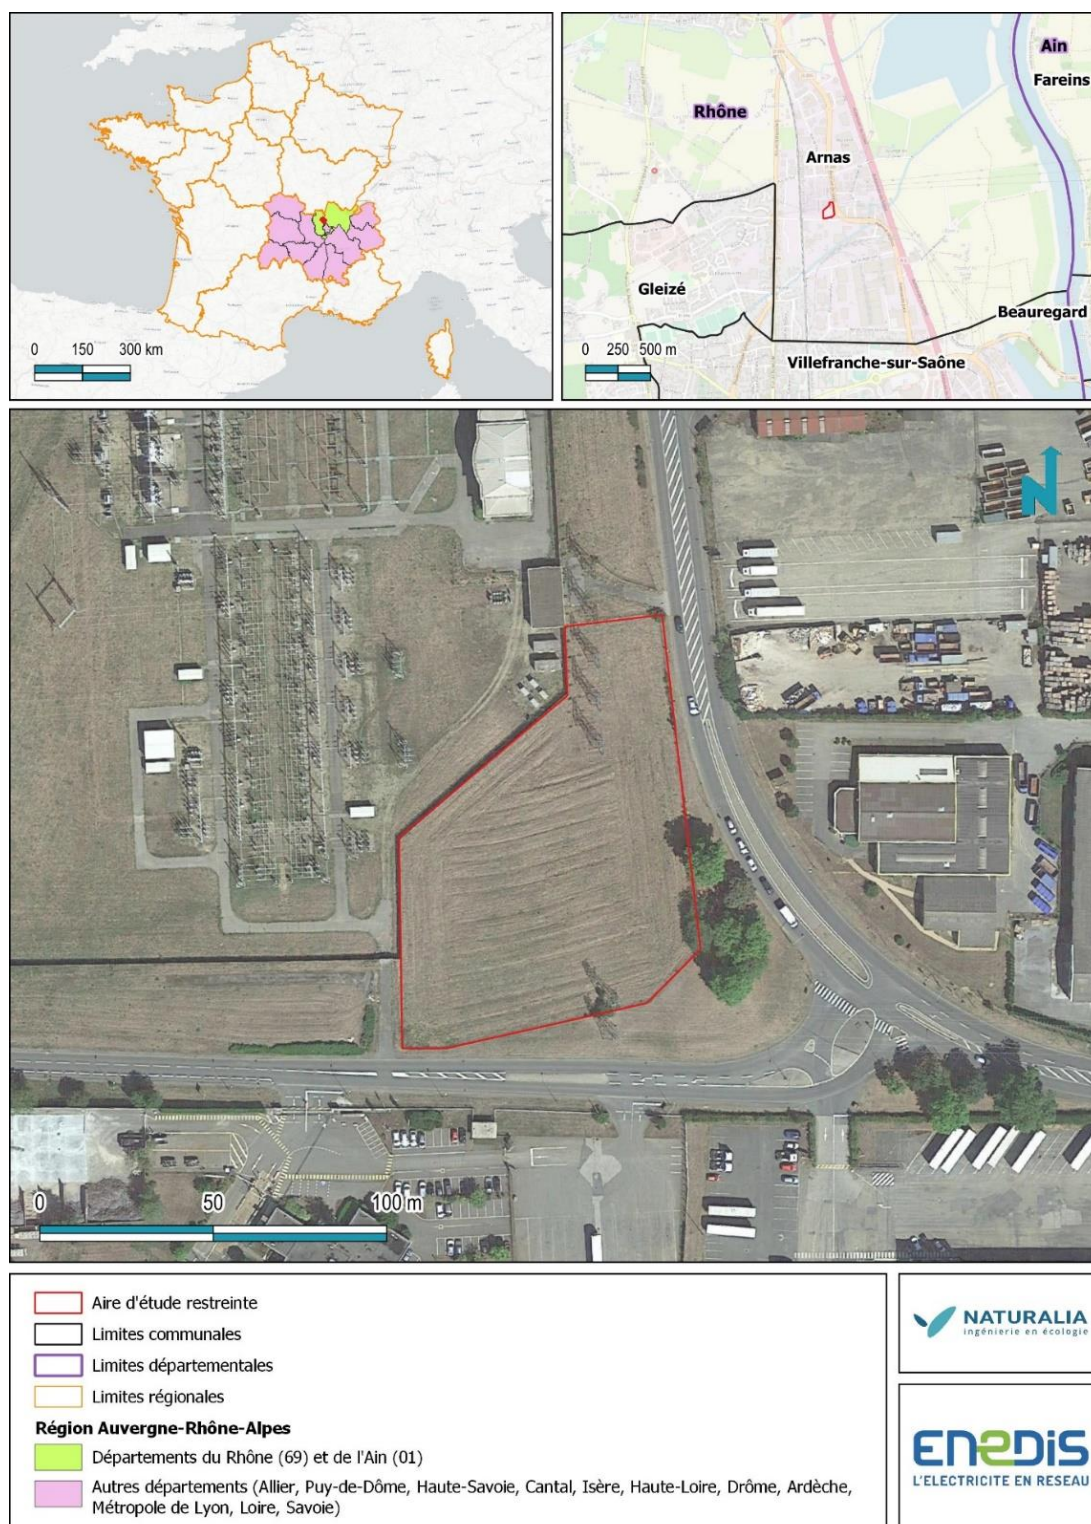 0 150 300 km
Ain
Fareins
Rhône
Arnas
Gleizé
Beauregard
0 250 500 m
Villefranche-sur-Saône
N
0 50 100 m
Aire d'étude restreinte
Limites communales
Limites départementales
Limites régionales
Région Auvergne-Rhône-Alpes
Départements du Rhône (69) et de l'Ain (01)
Autres départements (Allier, Puy-de-Dôme, Haute-Savoie, Cantal, Isère, Haute-Loire, Drôme, Ardèche,
Métropole de Lyon, Loire, Savoie)
NATURALIA
ingénierie en écologie
ENEDIS
L'ELECTRICITE EN RESEAU